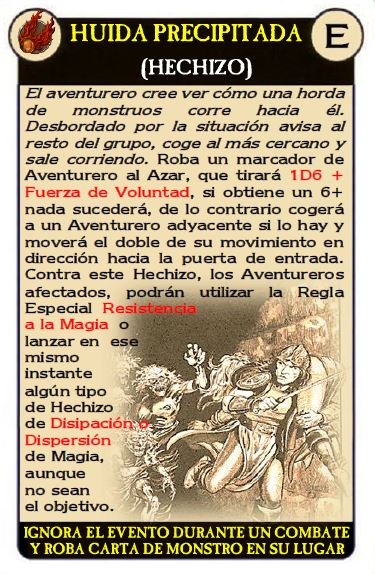 HUIDA PRECIPITADA
E
(HECHIZO)
El aventurero cree ver cómo una horda
de monstruos corre hacia él.
Desbordado por la situación avisa al
resto del grupo, coge al más cercano y
sale corriendo. Roba un marcador de
Aventurero al Azar, que tirará 1D6 +
Fuerza de Voluntad, si obtiene un 6+
nada sucederá, de lo contrario cogerá
a un Aventurero adyacente si lo hay y
moverá el doble de su movimiento en
dirección hacia la puerta de entrada.
Contra este Hechizo, los Aventureros
afectados, podrán utilizar la Regla
Especial Resistencia
a la Magia o
lanzar en ese
mismo
instante
algún tipo
de Hechizo
de Disipación o
Dispersión
de Magia,
aunque
no sean
el objetivo.
IGNORA EL EVENTO DURANTE UN COMBATE
Y ROBA CARTA DE MONSTRO EN SU LUGAR